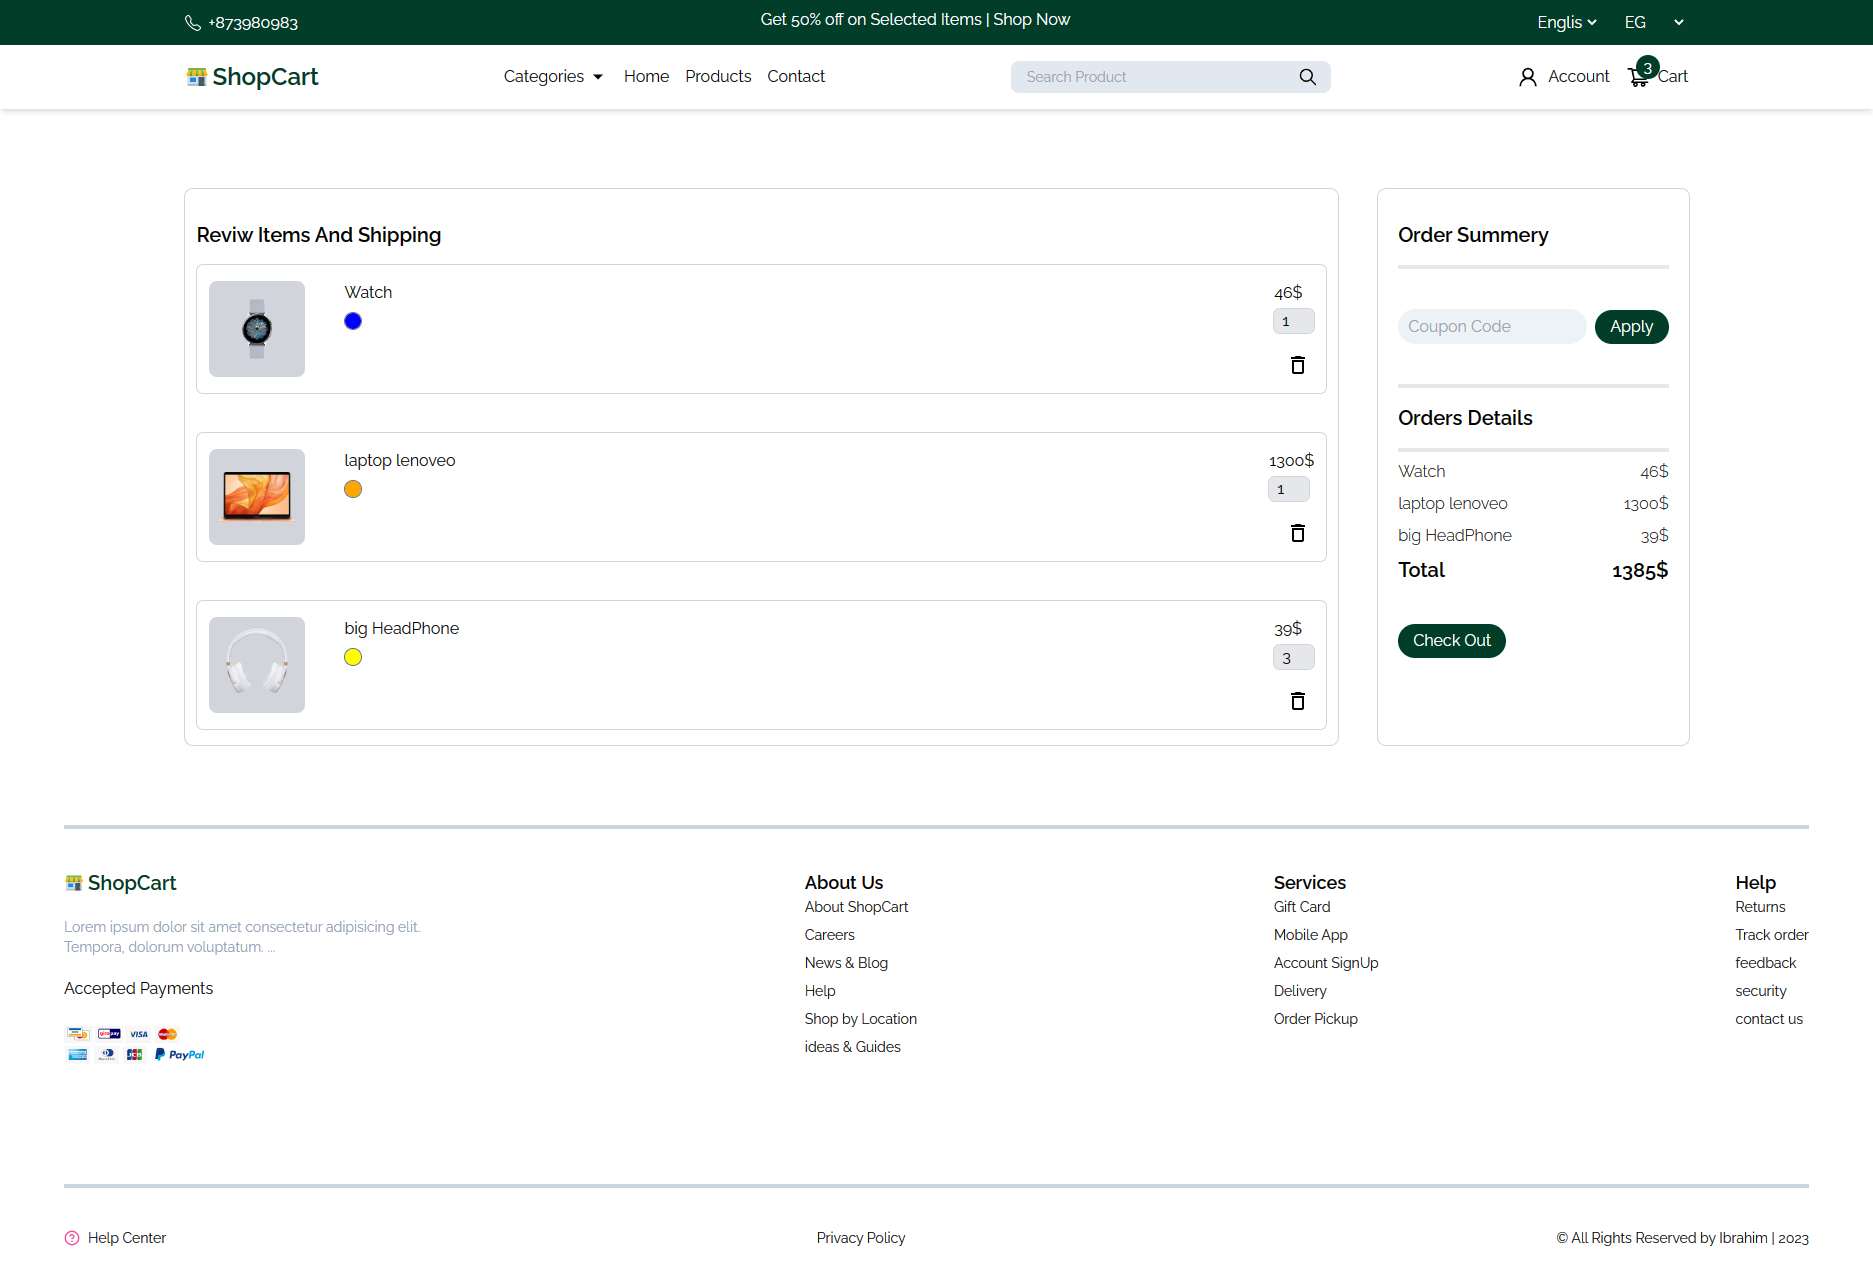 +873980983
Get 50% off on Selected Items | Shop Now
Englis
EG
ShopCart
Categories
Home
Products
Contact
Search Product
Account
3
Cart
Reviw Items And Shipping
Watch
46$
1
laptop lenoveo
1300$
1
big HeadPhone
39$
3
Order Summery
Coupon Code
Apply
Orders Details
Watch 46$
laptop lenoveo 1300$
big HeadPhone 39$
Total 1385$
Check Out
ShopCart
Lorem ipsum dolor sit amet consectetur adipisicing elit.
Tempora, dolorum voluptatum. ...
Accepted Payments
giropay
VISA
JCB
PayPal
About Us
About ShopCart
Careers
News & Blog
Help
Shop by Location
ideas & Guides
Services
Gift Card
Mobile App
Account SignUp
Delivery
Order Pickup
Help
Returns
Track order
feedback
security
contact us
Help Center
Privacy Policy
© All Rights Reserved by Ibrahim | 2023